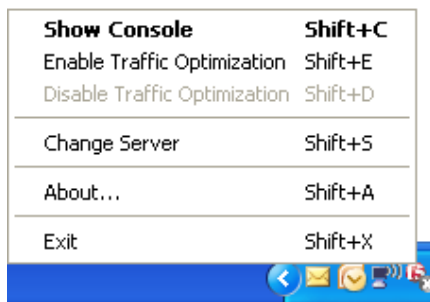 Show Console Shift+C
Enable Traffic Optimization Shift+E
Disable Traffic Optimization Shift+D
Change Server Shift+S
About... Shift+A
Exit Shift+X